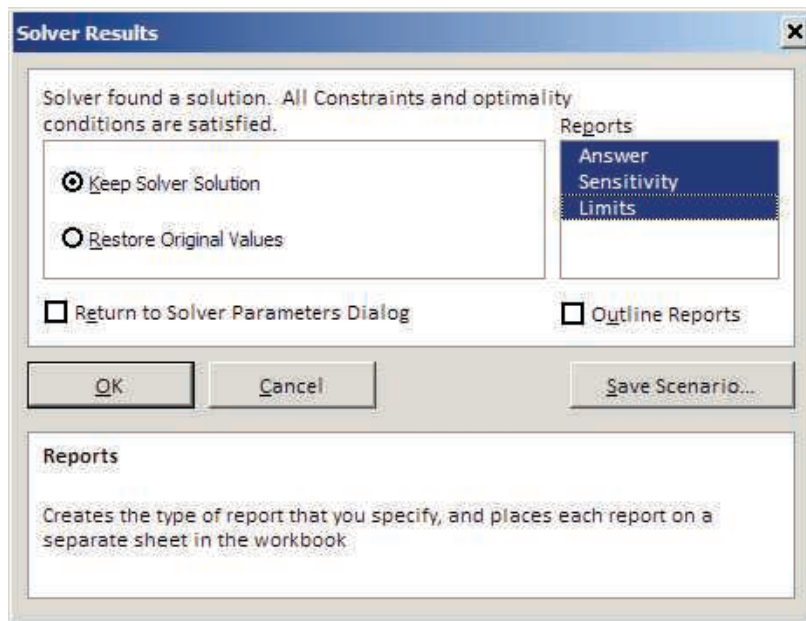 Solver Results
Solver found a solution. All Constraints and optimality
conditions are satisfied.
Reports
Keep Solver Solution
Restore Original Values
Answer
Sensitivity
Limits
Return to Solver Parameters Dialog
Outline Reports
OK
Cancel
Save Scenario...
Reports
Creates the type of report that you specify, and places each report on a
separate sheet in the workbook